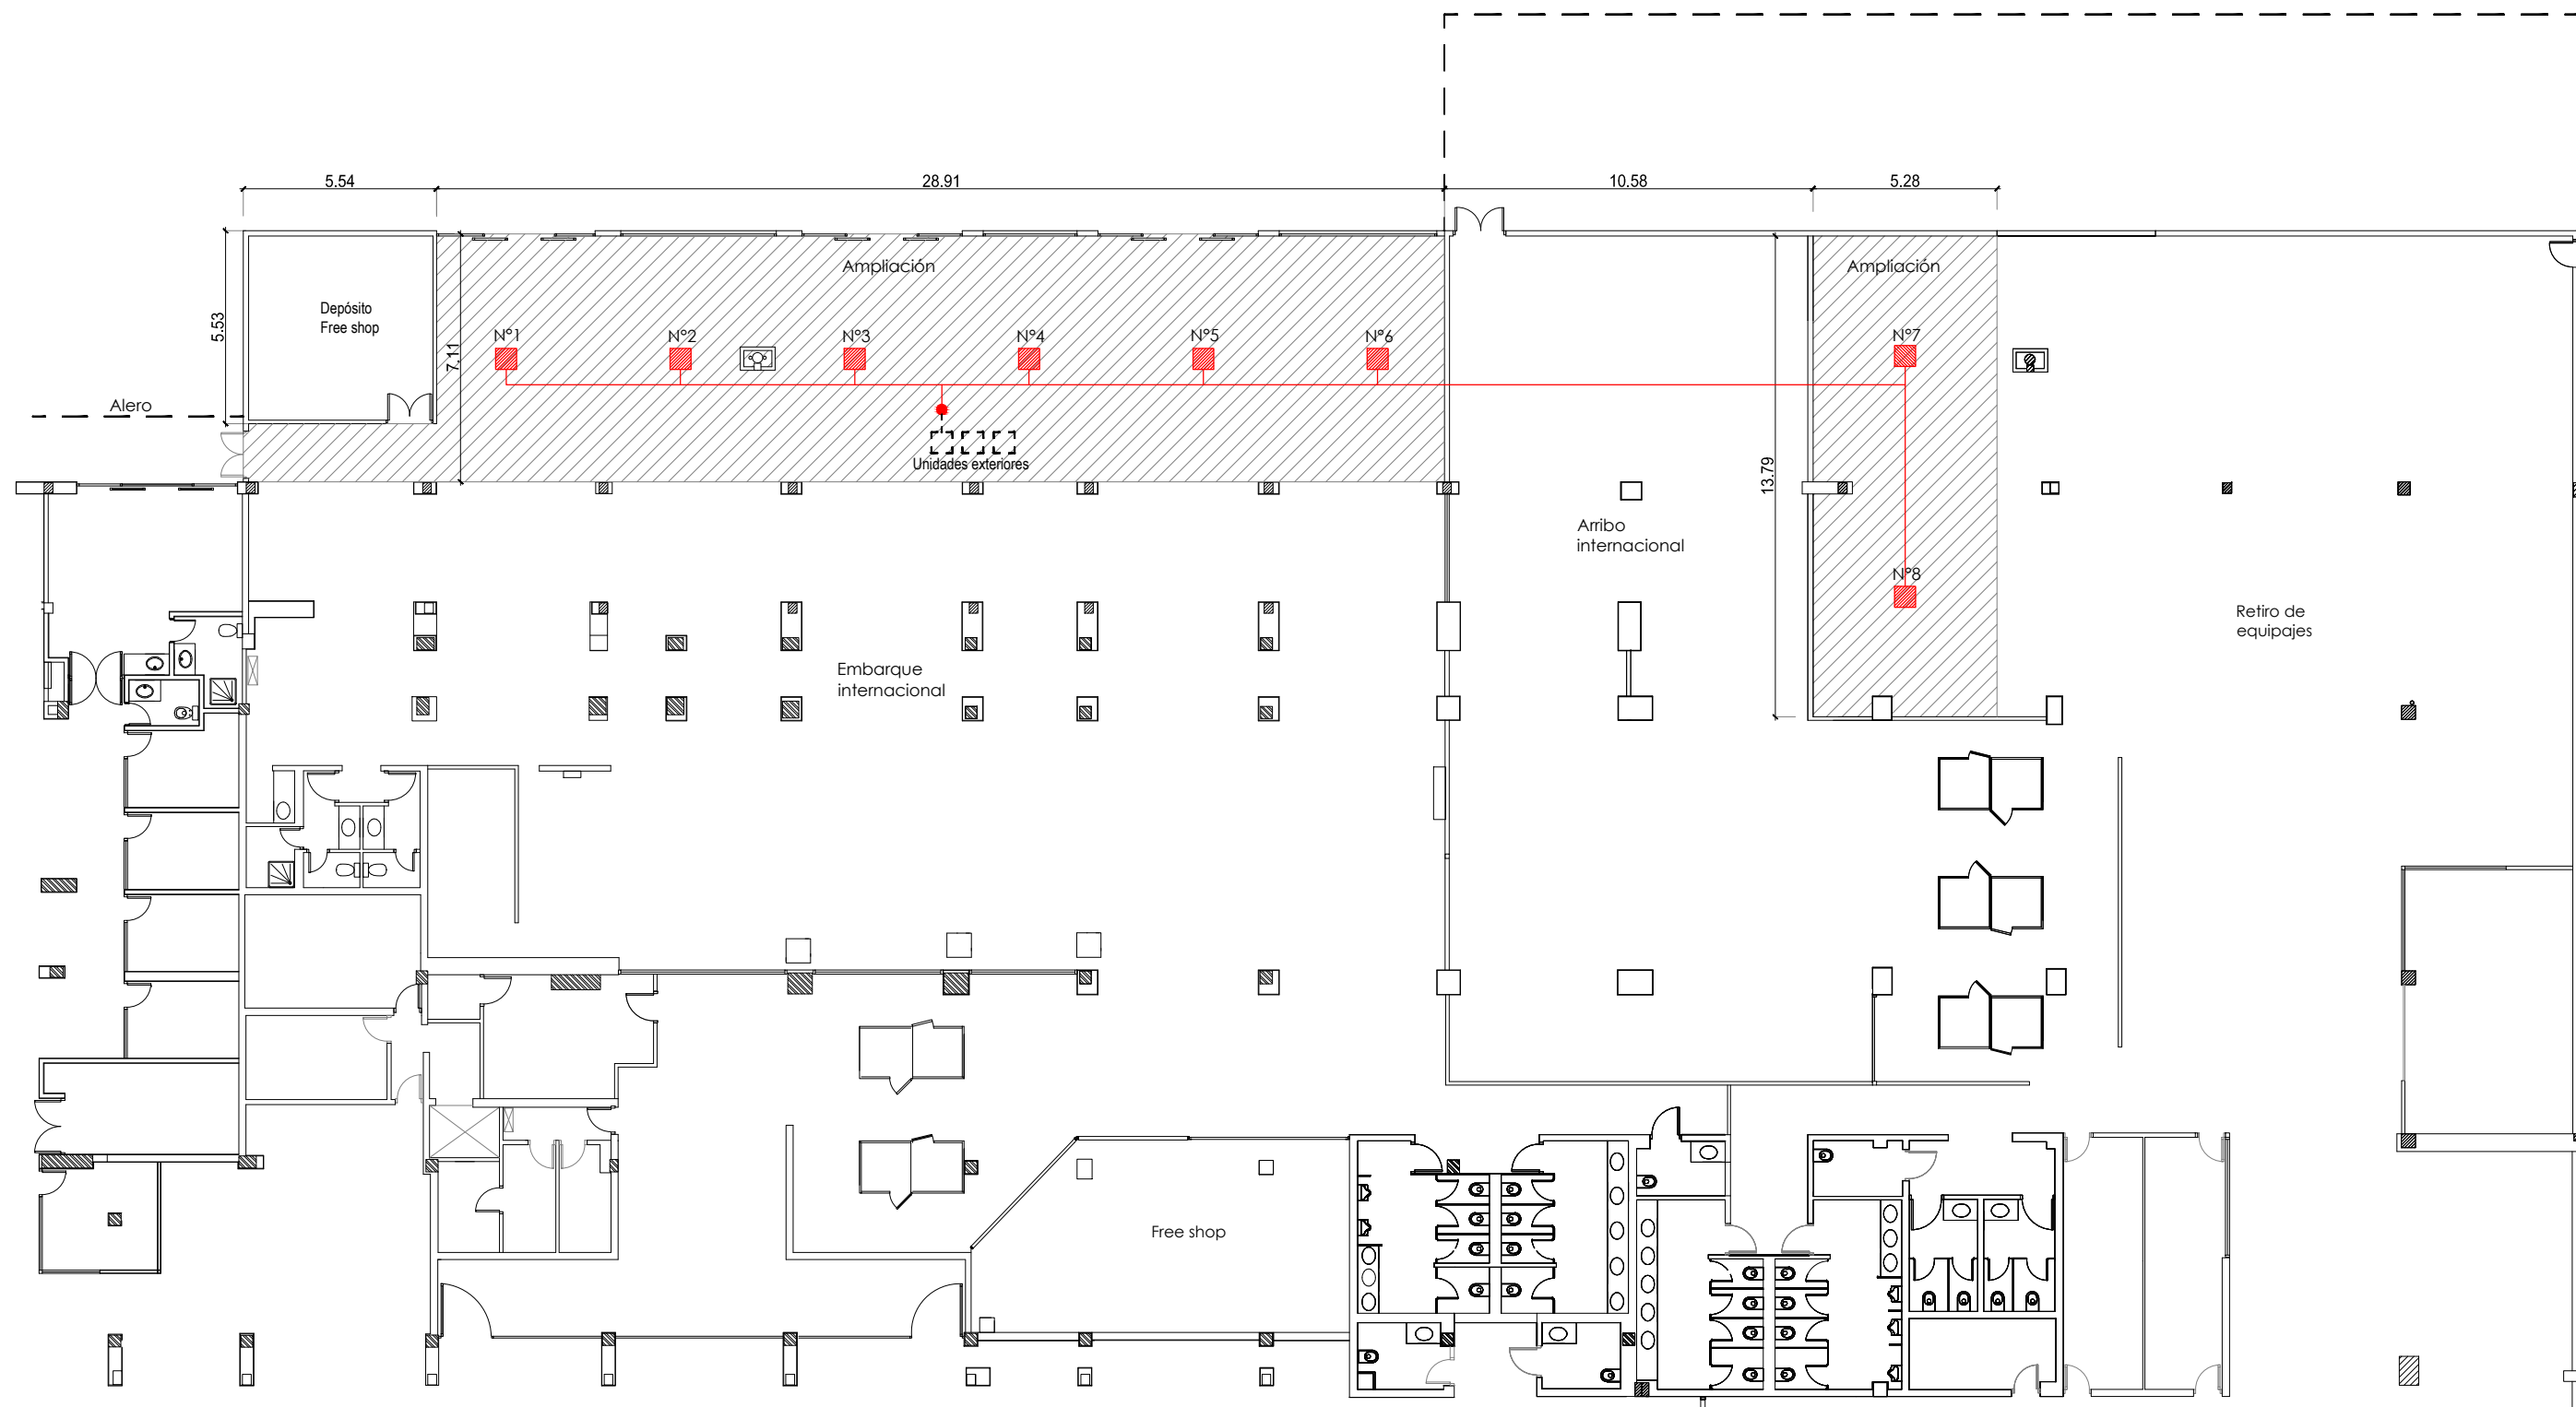 5.54
28.91
10.58
5.28
Ampliación
Ampliación
Depósito
Free shop
5.53
7.11
N°1
N°2
N°3
N°4
N°5
N°6
N°7
Alero
Unidades exteriores
13.79
Arribo
internacional
N°8
Retiro de
equipajes
Embarque
internacional
Free shop